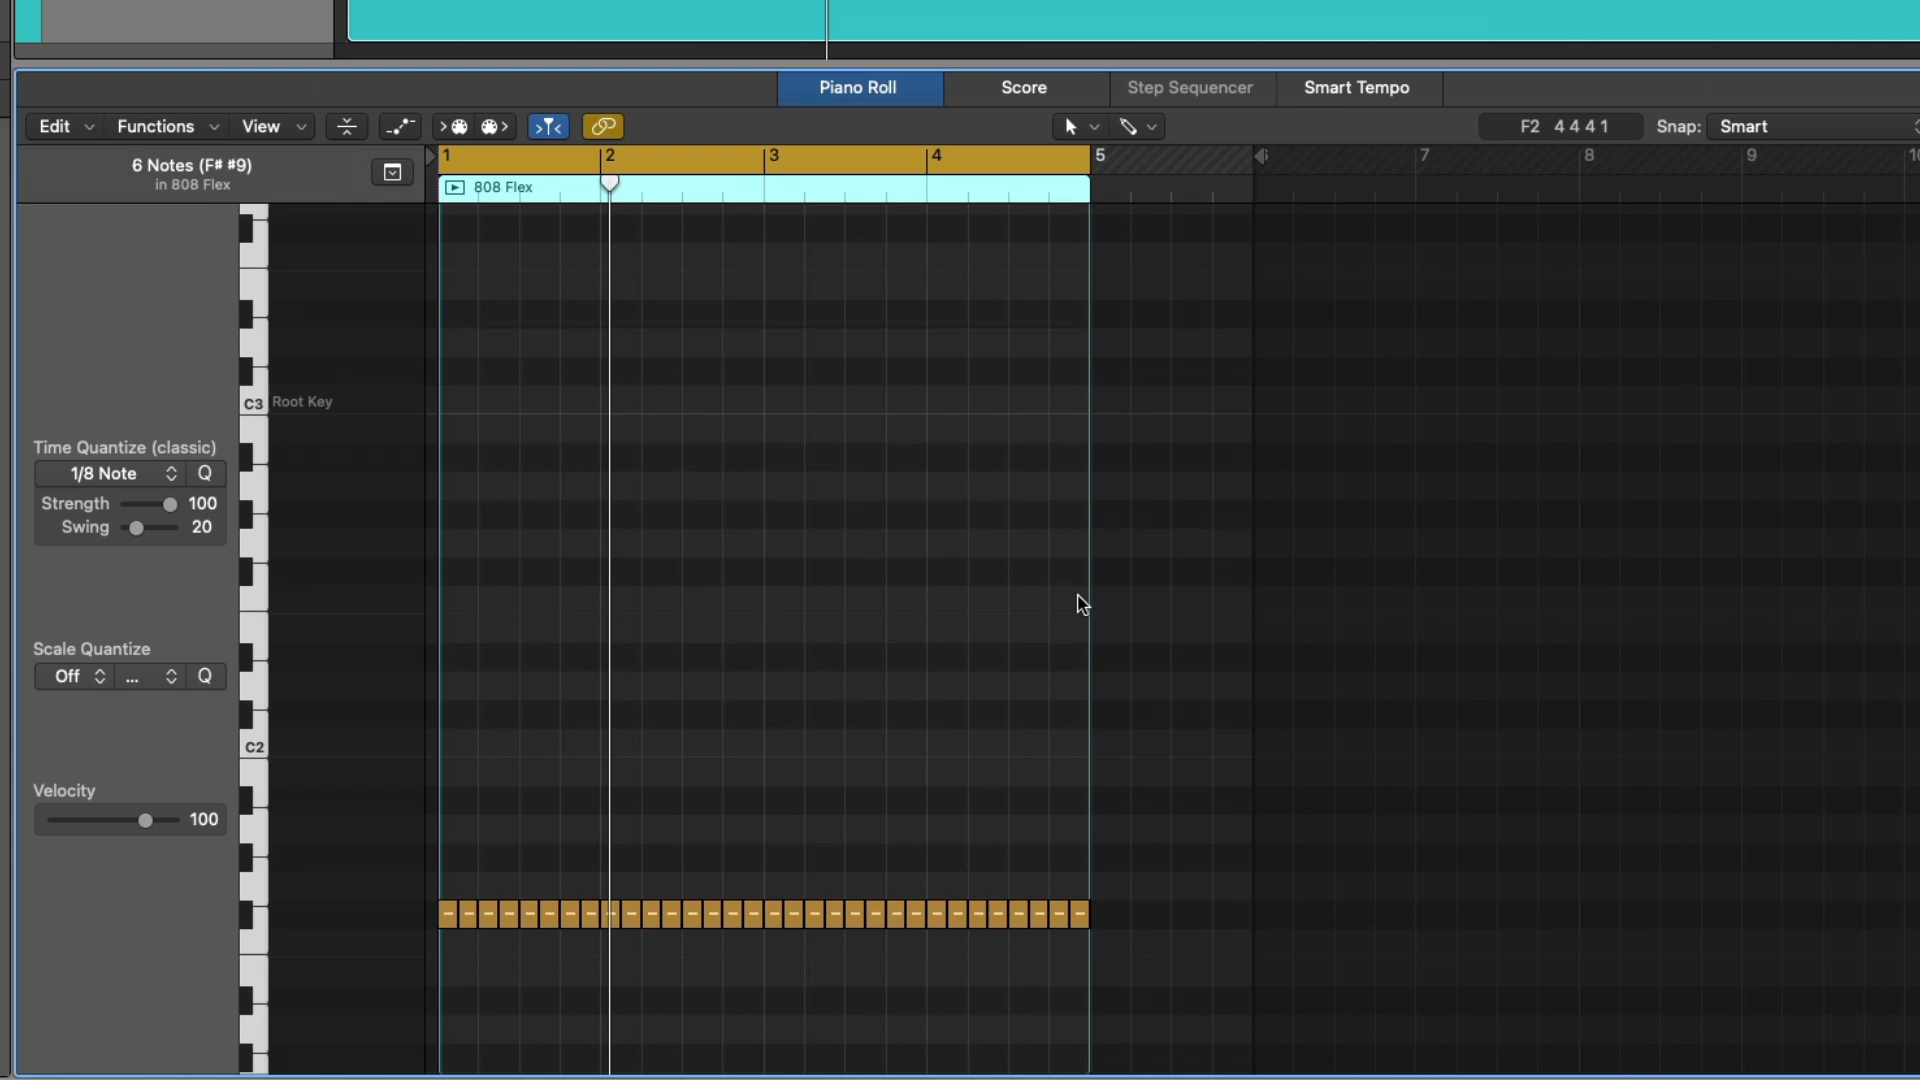 Piano Roll Score Step Sequencer Smart Tempo
Edit Functions View F2 4 4 4 1 Snap: Smart
6 Notes (F# #9)
in 808 Flex
1 2 3 4 5 6 7 8 9 10
808 Flex
C3 Root Key
Time Quantize (classic)
1/8 Note Q
Strength 100
Swing 20
Scale Quantize
Off ... Q
C2
Velocity
100